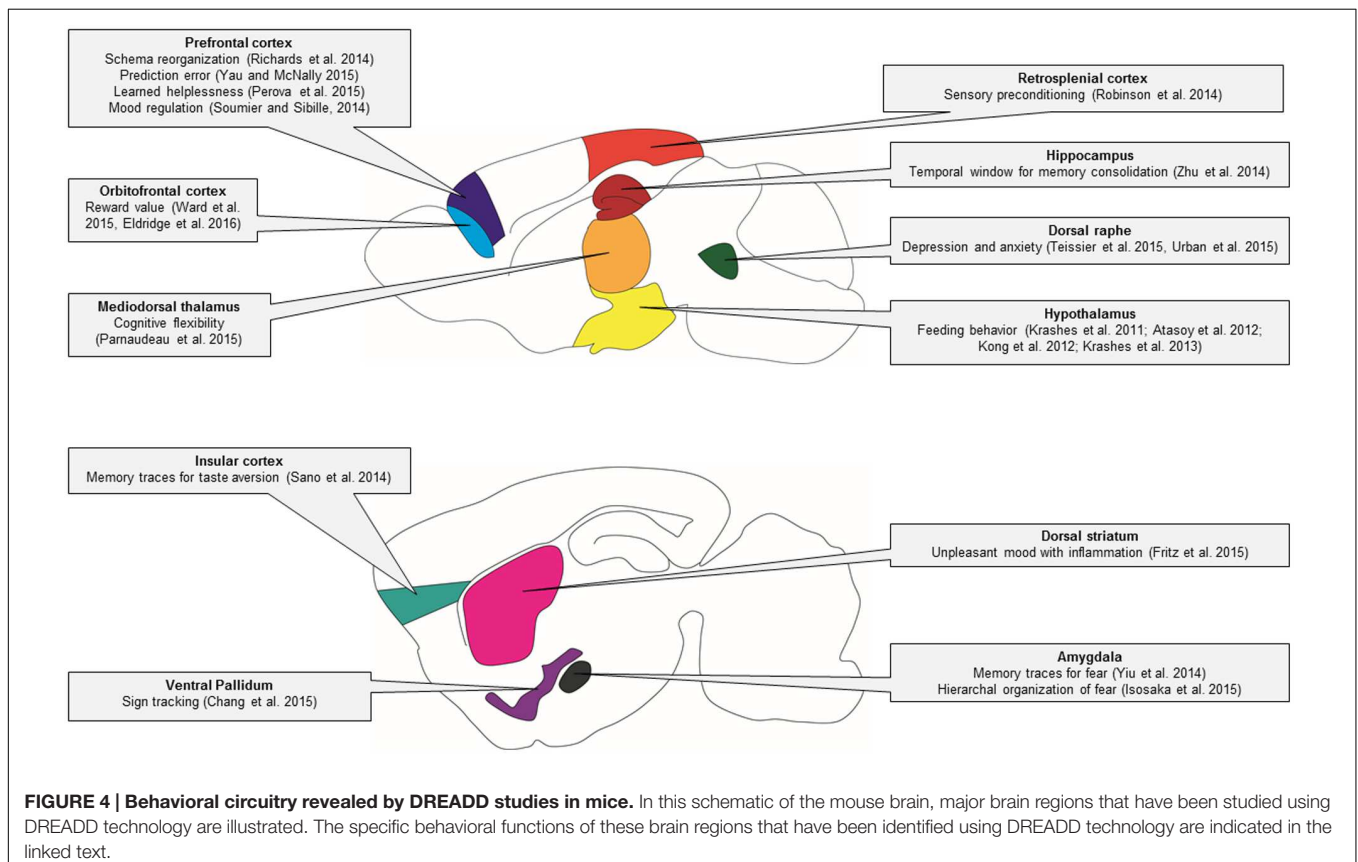 Prefrontal cortex
Schema reorganization (Richards et al. 2014)
Prediction error (Yau and McNally 2015)
Learned helplessness (Perova et al. 2015)
Mood regulation (Soumier and Sibille, 2014)
Retrosplenial cortex
Sensory preconditioning (Robinson et al. 2014)
Hippocampus
Temporal window for memory consolidation (Zhu et al. 2014)
Orbitofrontal cortex
Reward value (Ward et al.
2015, Eldridge et al. 2016)
Dorsal raphe
Depression and anxiety (Teissier et al. 2015, Urban et al. 2015)
Mediodorsal thalamus
Cognitive flexibility
(Parnaudeau et al. 2015)
Hypothalamus
Feeding behavior (Krashes et al. 2011; Atasoy et al. 2012;
Kong et al. 2012; Krashes et al. 2013)
Insular cortex
Memory traces for taste aversion (Sano et al. 2014)
Dorsal striatum
Unpleasant mood with inflammation (Fritz et al. 2015)
Ventral Pallidum
Sign tracking (Chang et al. 2015)
Amygdala
Memory traces for fear (Yiu et al. 2014)
Hierarchal organization of fear (Isosaka et al. 2015)
FIGURE 4 | Behavioral circuitry revealed by DREADD studies in mice. In this schematic of the mouse brain, major brain regions that have been studied using
DREADD technology are illustrated. The specific behavioral functions of these brain regions that have been identified using DREADD technology are indicated in the
linked text.